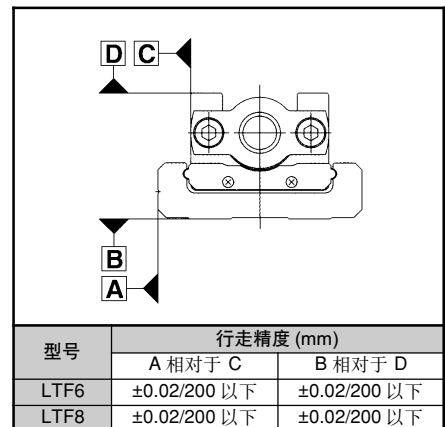 D C
B
A
型号 行走精度 (mm)
A 相对于 C B 相对于 D
LTF6 ±0.02/200 以下 ±0.02/200 以下
LTF8 ±0.02/200 以下 ±0.02/200 以下